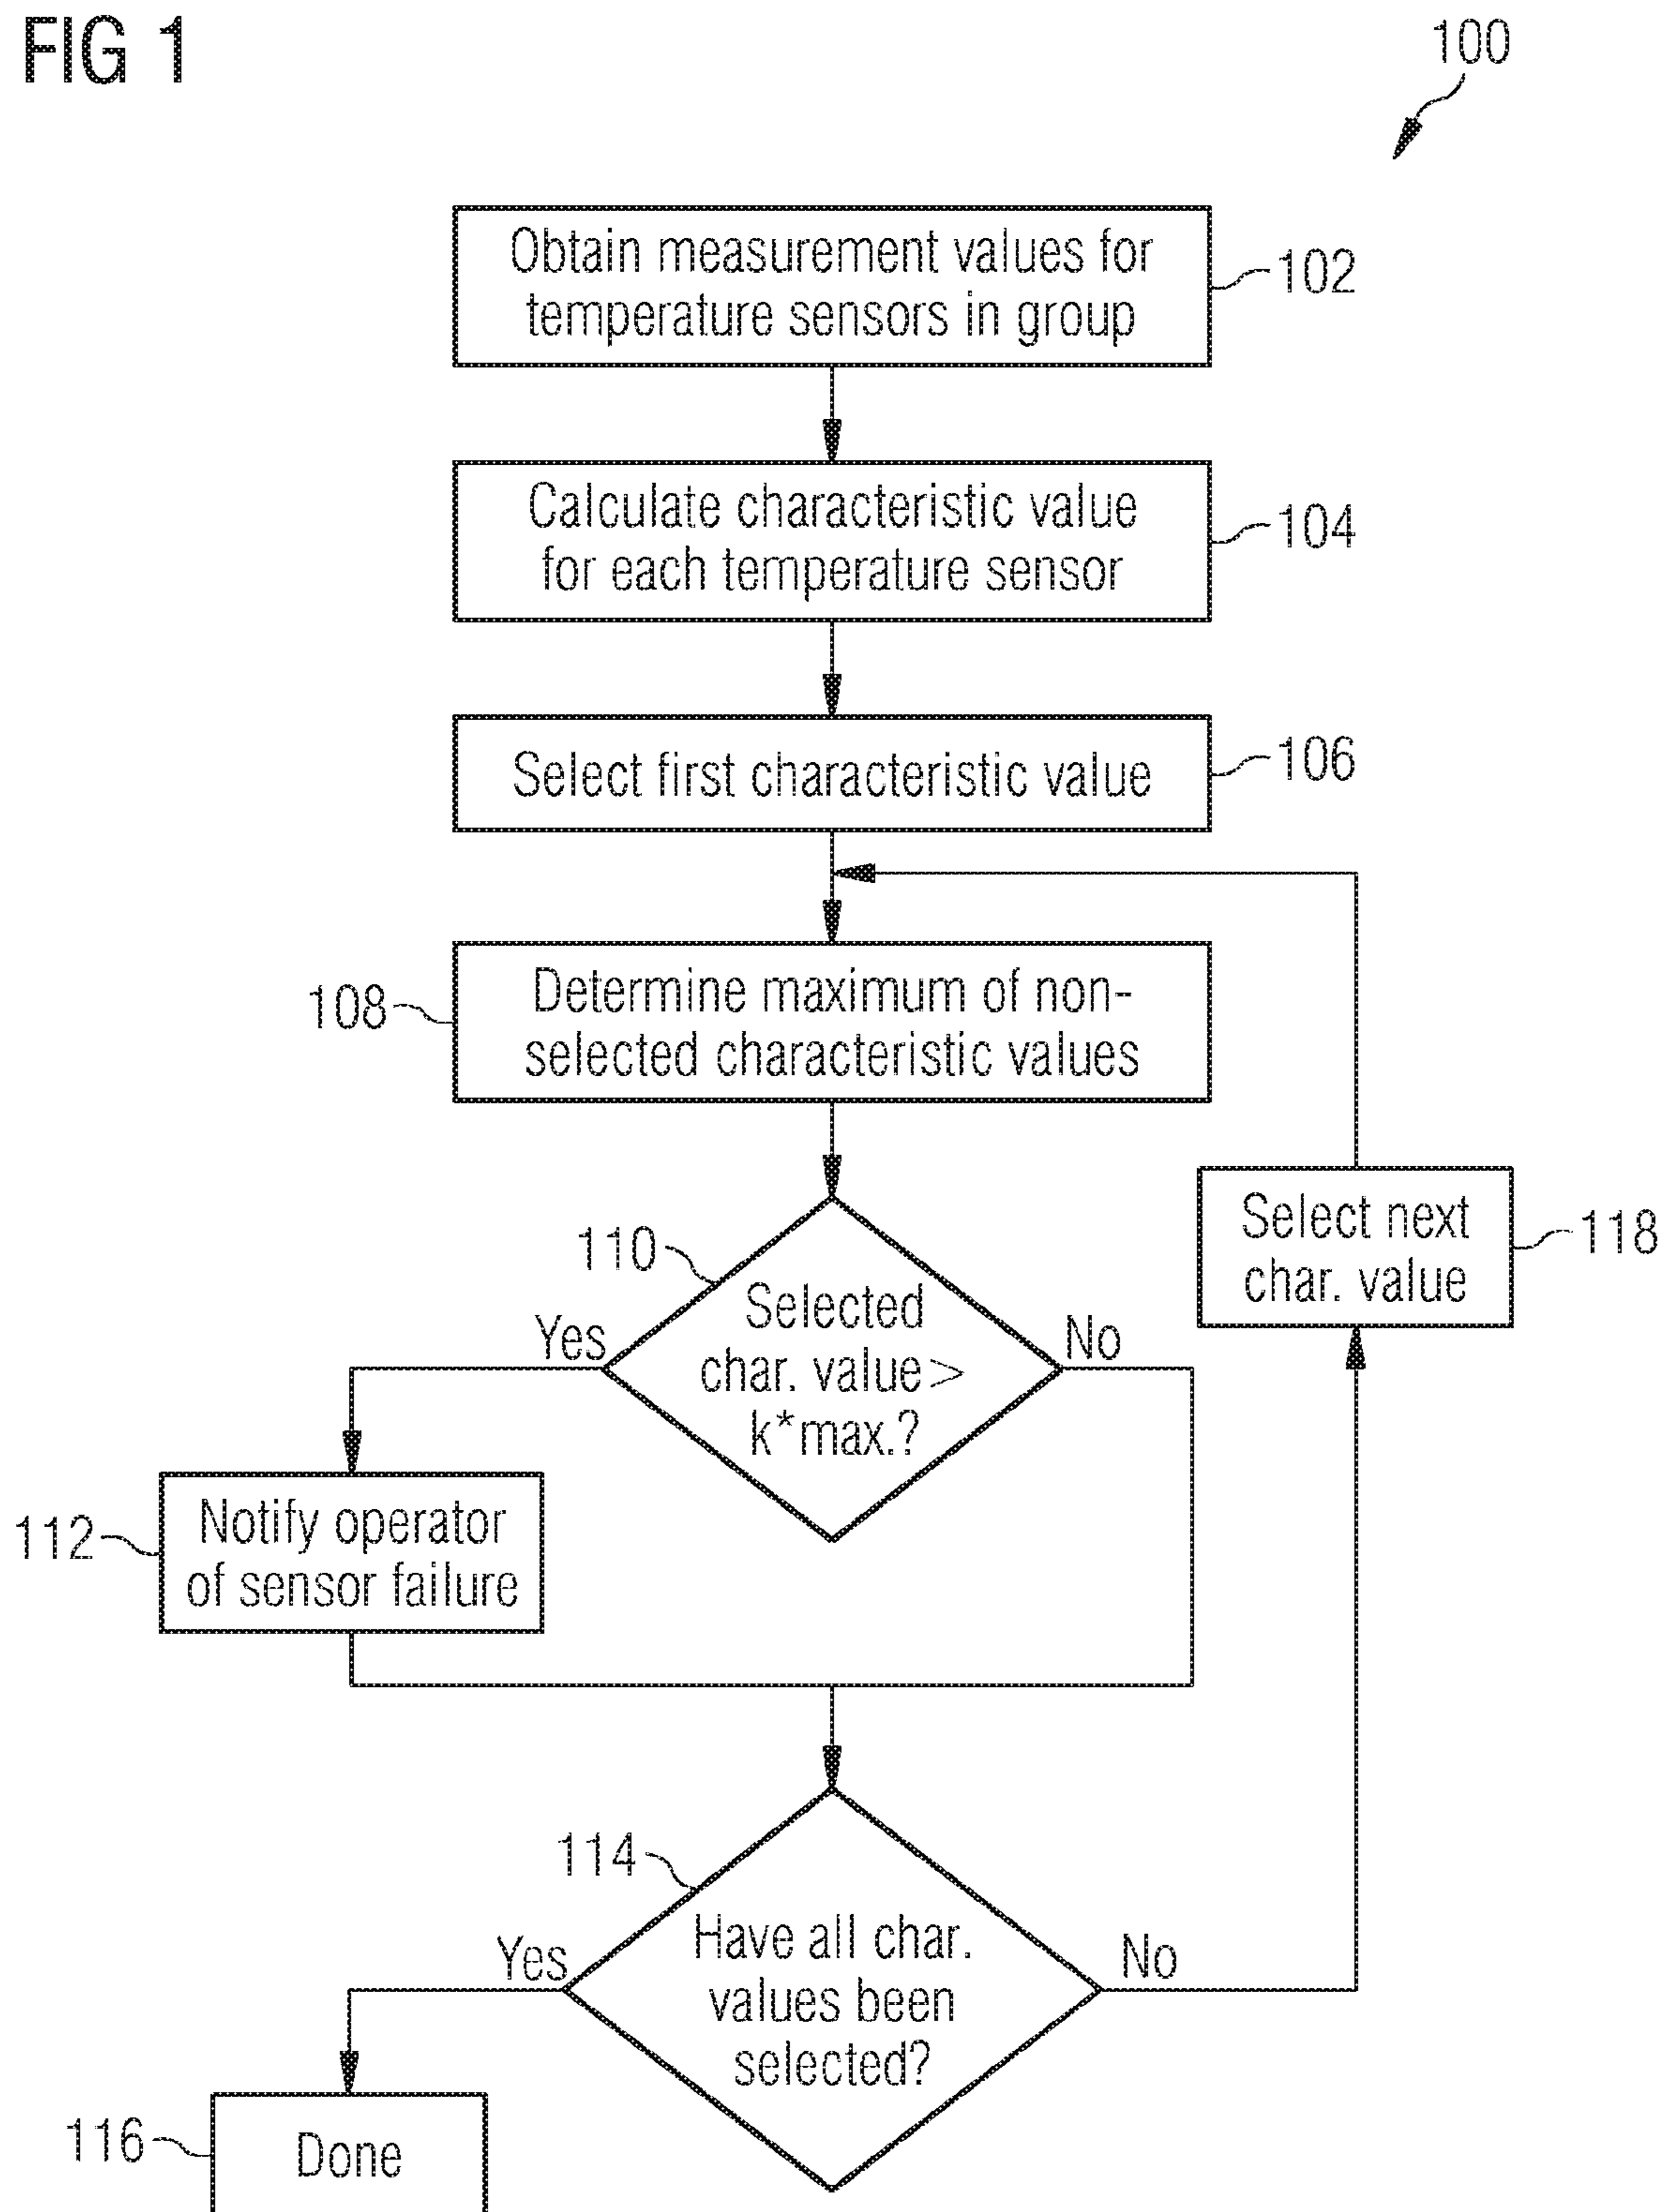 FIG 1
100
Obtain measurement values for
temperature sensors in group
102
Calculate characteristic value
for each temperature sensor
104
Select first characteristic value
106
108
Determine maximum of non-
selected characteristic values
110
Selected
char. value >
k*max.?
Yes
No
Select next
char. value
118
112
Notify operator
of sensor failure
114
Have all char.
values been
selected?
Yes
No
116
Done